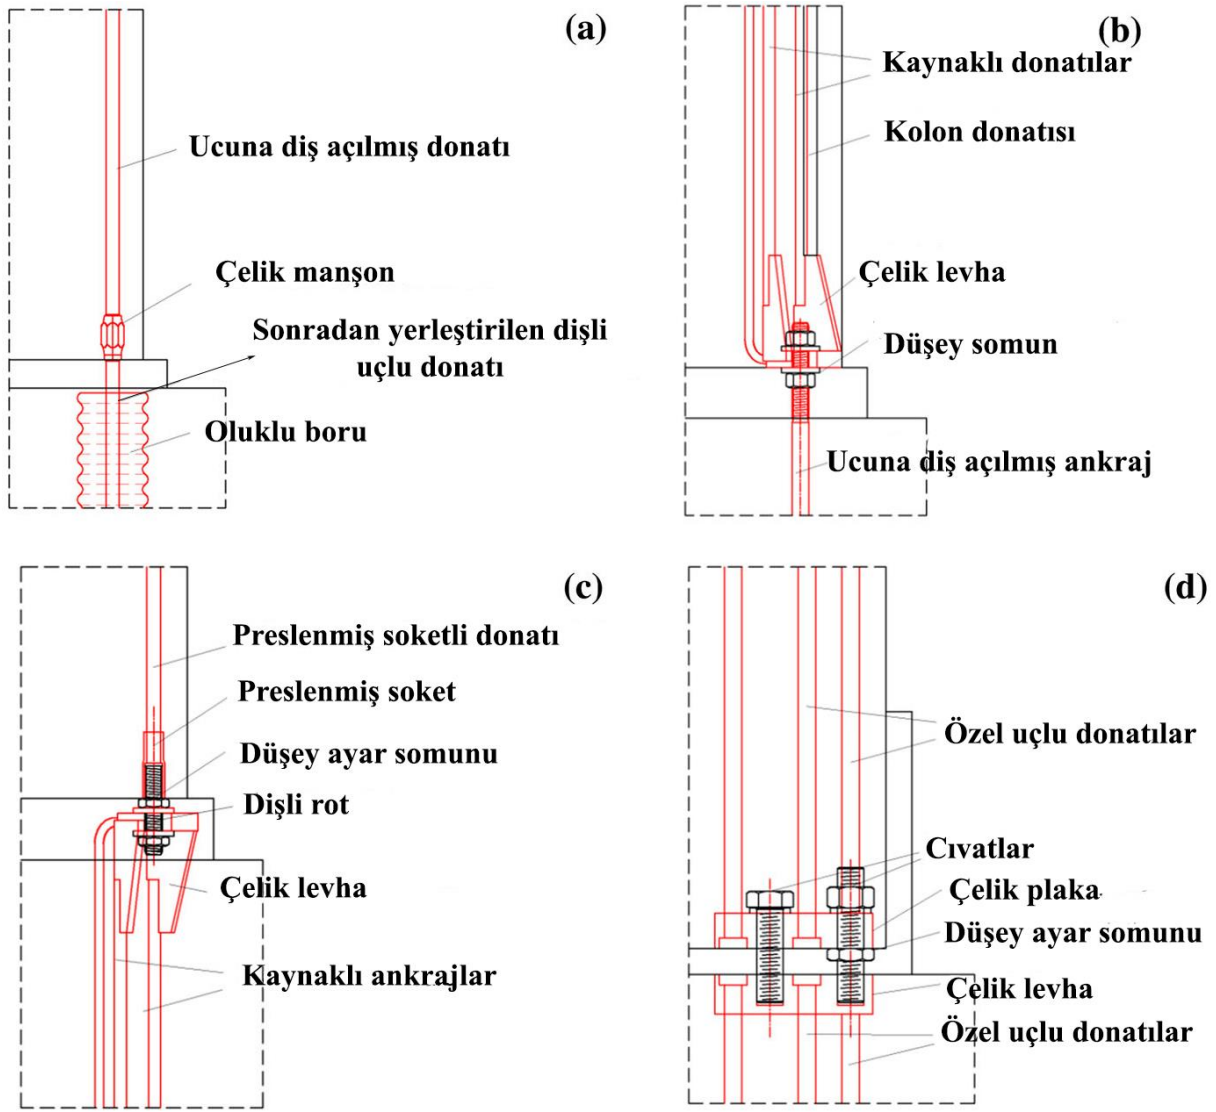 (a)
Ucuna diş açılmış donatı
Çelik manşon
Sonradan yerleştirilen dişli
uçlu donatı
Oluklu boru
(b)
Kaynaklı donatılar
Kolon donatısı
Çelik levha
Düşey somun
Ucuna diş açılmış ankraj
(c)
Preslenmiş soketli donatı
Preslenmiş soket
Düşey ayar somunu
Dişli rot
Çelik levha
Kaynaklı ankrajlar
(d)
Özel uçlu donatılar
Cıvatlar
Çelik plaka
Düşey ayar somunu
Çelik levha
Özel uçlu donatılar